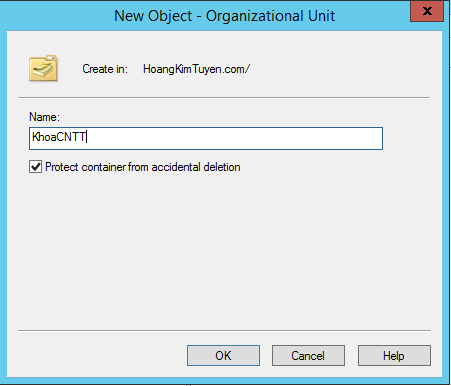 New Object - Organizational Unit
x
Create in: HoangKimTuyen.com/
Name:
KhoaCNTT
Protect container from accidental deletion
OK Cancel Help